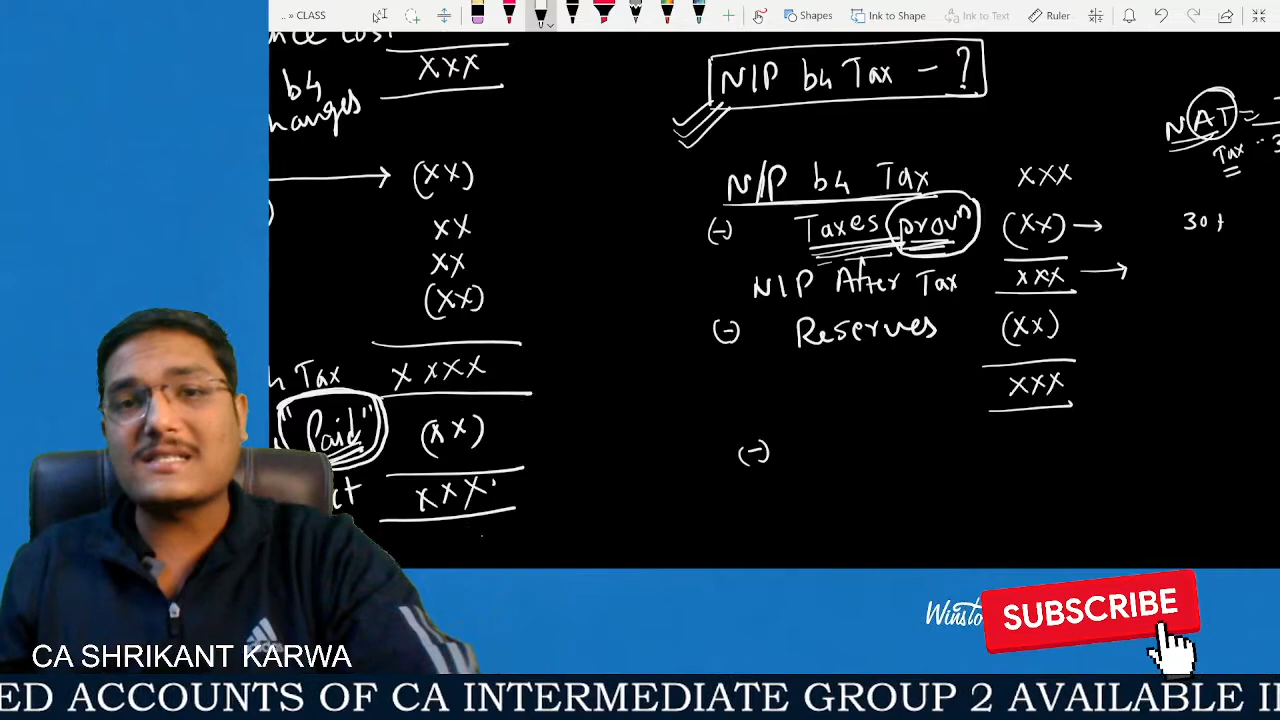 .. » CLASS
Shapes
Ink to Shape
Ink to Text
Ruler
XXX
b4
(XX)
XX
XX
(XX)
Tax XXXX
"Paid" (XX)
XXX
N/P b4 Tax - ?
N/P b4 Tax XXX
(-) Taxes provn (XX) →
N/P After Tax XXX →
(-) Reserves (XX)
XXX
(-)
NAT =
Tax
30+
Winsto
SUBSCRIBE
CA SHRIKANT KARWA
ED ACCOUNTS OF CA INTERMEDIATE GROUP 2 AVAILABLE I